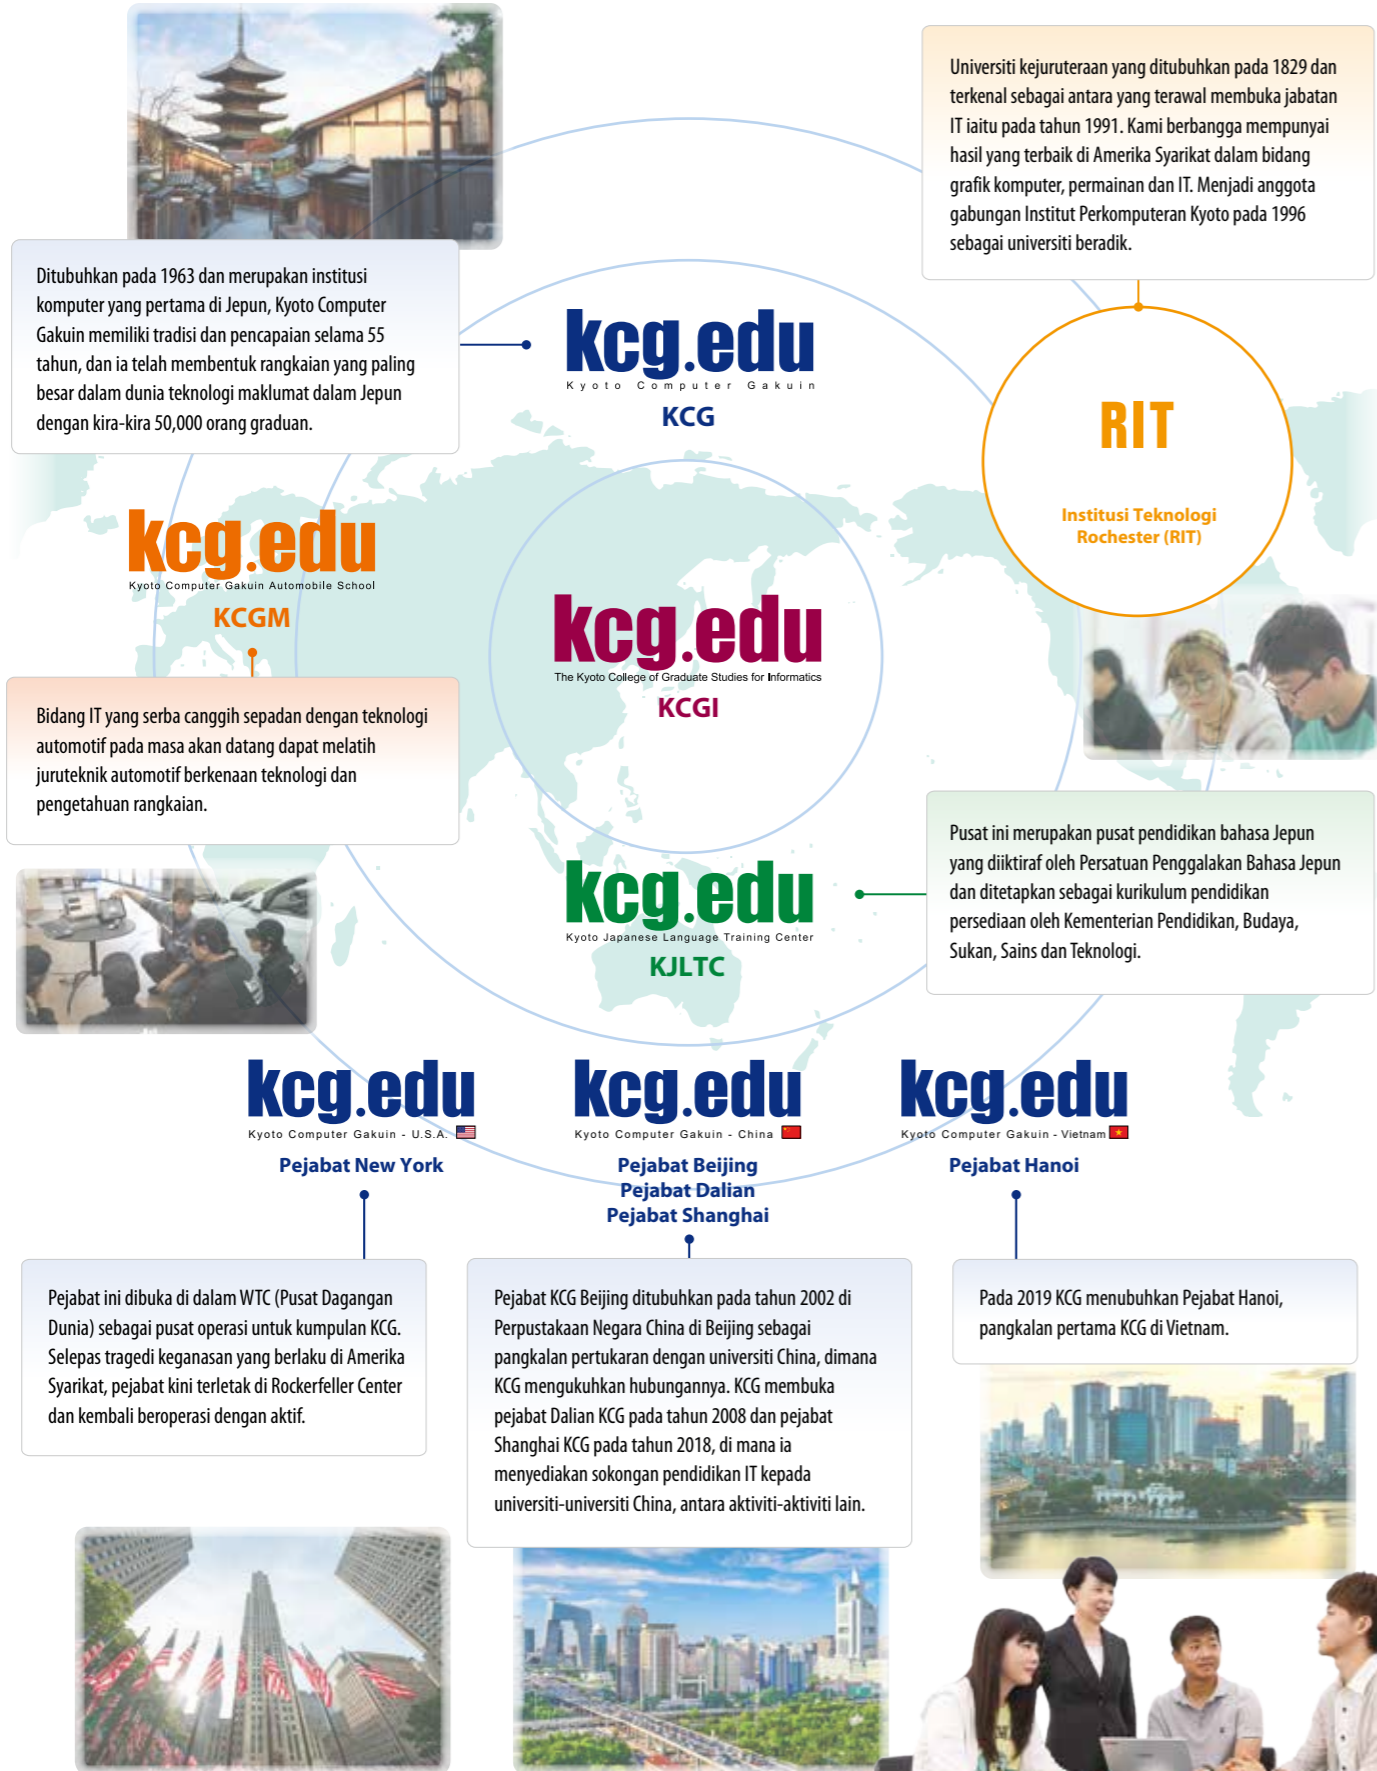 Universiti kejuruteraan yang ditubuhkan pada 1829 dan
terkenal sebagai antara yang terawal membuka jabatan
IT iaitu pada tahun 1991. Kami berbangga mempunyai
hasil yang terbaik di Amerika Syarikat dalam bidang
grafik komputer, permainan dan IT. Menjadi anggota
gabungan Institut Perkomputeran Kyoto pada 1996
sebagai universiti beradik.
Ditubuhkan pada 1963 dan merupakan institusi
komputer yang pertama di Jepun, Kyoto Computer
Gakuin memiliki tradisi dan pencapaian selama 55
tahun, dan ia telah membentuk rangkaian yang paling
besar dalam dunia teknologi maklumat dalam Jepun
dengan kira-kira 50,000 orang graduan.
kcg.edu
Kyoto Computer Gakuin
KCG
RIT
Institusi Teknologi
Rochester (RIT)
kcg.edu
Kyoto Computer Gakuin Automobile School
KCGM
kcg.edu
The Kyoto College of Graduate Studies for Informatics
KCGI
Bidang IT yang serba canggih sepadan dengan teknologi
automotif pada masa akan datang dapat melatih
juruteknik automotif berkenaan teknologi dan
pengetahuan rangkaian.
Pusat ini merupakan pusat pendidikan bahasa Jepun
yang diiktiraf oleh Persatuan Penggalakan Bahasa Jepun
dan ditetapkan sebagai kurikulum pendidikan
persediaan oleh Kementerian Pendidikan, Budaya,
Sukan, Sains dan Teknologi.
kcg.edu
Kyoto Japanese Language Training Center
KJLTC
kcg.edu
Kyoto Computer Gakuin - U.S.A.
Pejabat New York
kcg.edu
Kyoto Computer Gakuin - China
Pejabat Beijing
Pejabat Dalian
Pejabat Shanghai
kcg.edu
Kyoto Computer Gakuin - Vietnam
Pejabat Hanoi
Pejabat ini dibuka di dalam WTC (Pusat Dagangan
Dunia) sebagai pusat operasi untuk kumpulan KCG.
Selepas tragedi keganasan yang berlaku di Amerika
Syarikat, pejabat kini terletak di Rockerfeller Center
dan kembali beroperasi dengan aktif.
Pejabat KCG Beijing ditubuhkan pada tahun 2002 di
Perpustakaan Negara China di Beijing sebagai
pangkalan pertukaran dengan universiti China, dimana
KCG mengukuhkan hubungannya. KCG membuka
pejabat Dalian KCG pada tahun 2008 dan pejabat
Shanghai KCG pada tahun 2018, di mana ia
menyediakan sokongan pendidikan IT kepada
universiti-universiti China, antara aktiviti-aktiviti lain.
Pada 2019 KCG menubuhkan Pejabat Hanoi,
pangkalan pertama KCG di Vietnam.